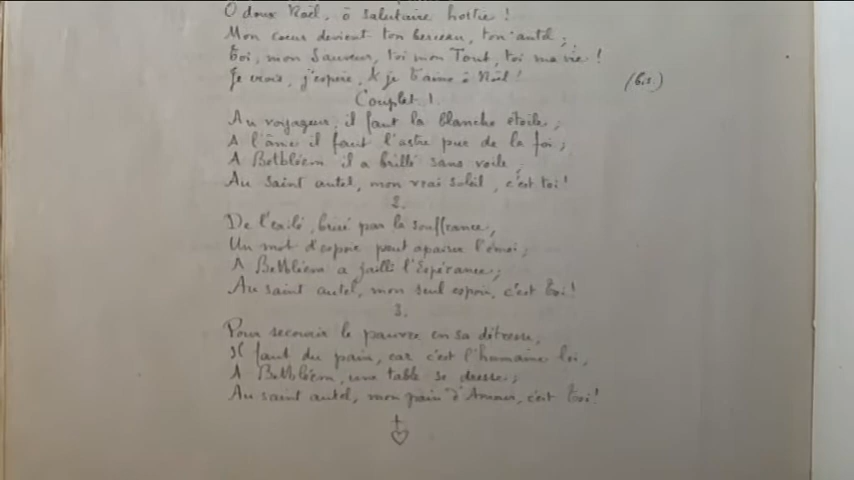 O doux Noël, ô salutaire hostie !
Mon coeur devient ton berceau, ton autel ;
Toi, mon Sauveur, toi mon Tout, toi ma vie !
Je crois, j'espère, & je t'aime ô Noël ! (bis.)
Couplet. 1.
Au voyageur, il faut la blanche étoile ;
A l'âme il faut l'astre pur de la foi ;
A Bethléem il a brillé sans voile ;
Au saint autel, mon vrai soleil, c'est toi !
2.
De l'exilé, brisé par la souffrance,
Un mot d'espoir peut apaiser l'émoi ;
A Bethléem a jailli l'Espérance ;
Au saint autel, mon seul espoir, c'est Toi !
3.
Pour secourir le pauvre en sa détresse,
Il faut du pain, car c'est l'humaine loi,
A Bethléem, une table se dresse ;
Au saint autel, mon pain d'Amour, c'est Toi !